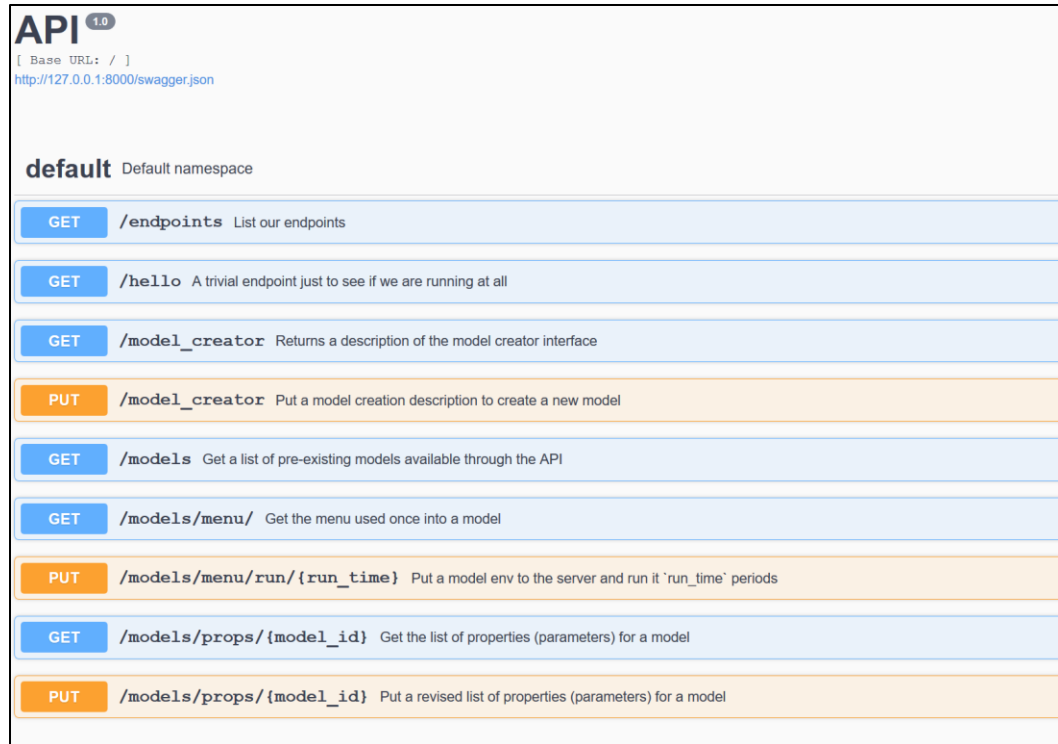 API 1.0
[ Base URL: / ]
http://127.0.0.1:8000/swagger.json
default Default namespace
GET /endpoints List our endpoints
GET /hello A trivial endpoint just to see if we are running at all
GET /model_creator Returns a description of the model creator interface
PUT /model_creator Put a model creation description to create a new model
GET /models Get a list of pre-existing models available through the API
GET /models/menu/ Get the menu used once into a model
PUT /models/menu/run/{run_time} Put a model env to the server and run it `run_time` periods
GET /models/props/{model_id} Get the list of properties (parameters) for a model
PUT /models/props/{model_id} Put a revised list of properties (parameters) for a model